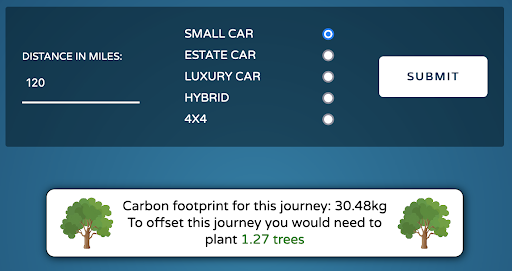 SMALL CAR
DISTANCE IN MILES:
ESTATE CAR
120
LUXURY CAR
SUBMIT
HYBRID
4X4
Carbon footprint for this journey: 30.48kg
To offset this journey you would need to
plant 1.27 trees